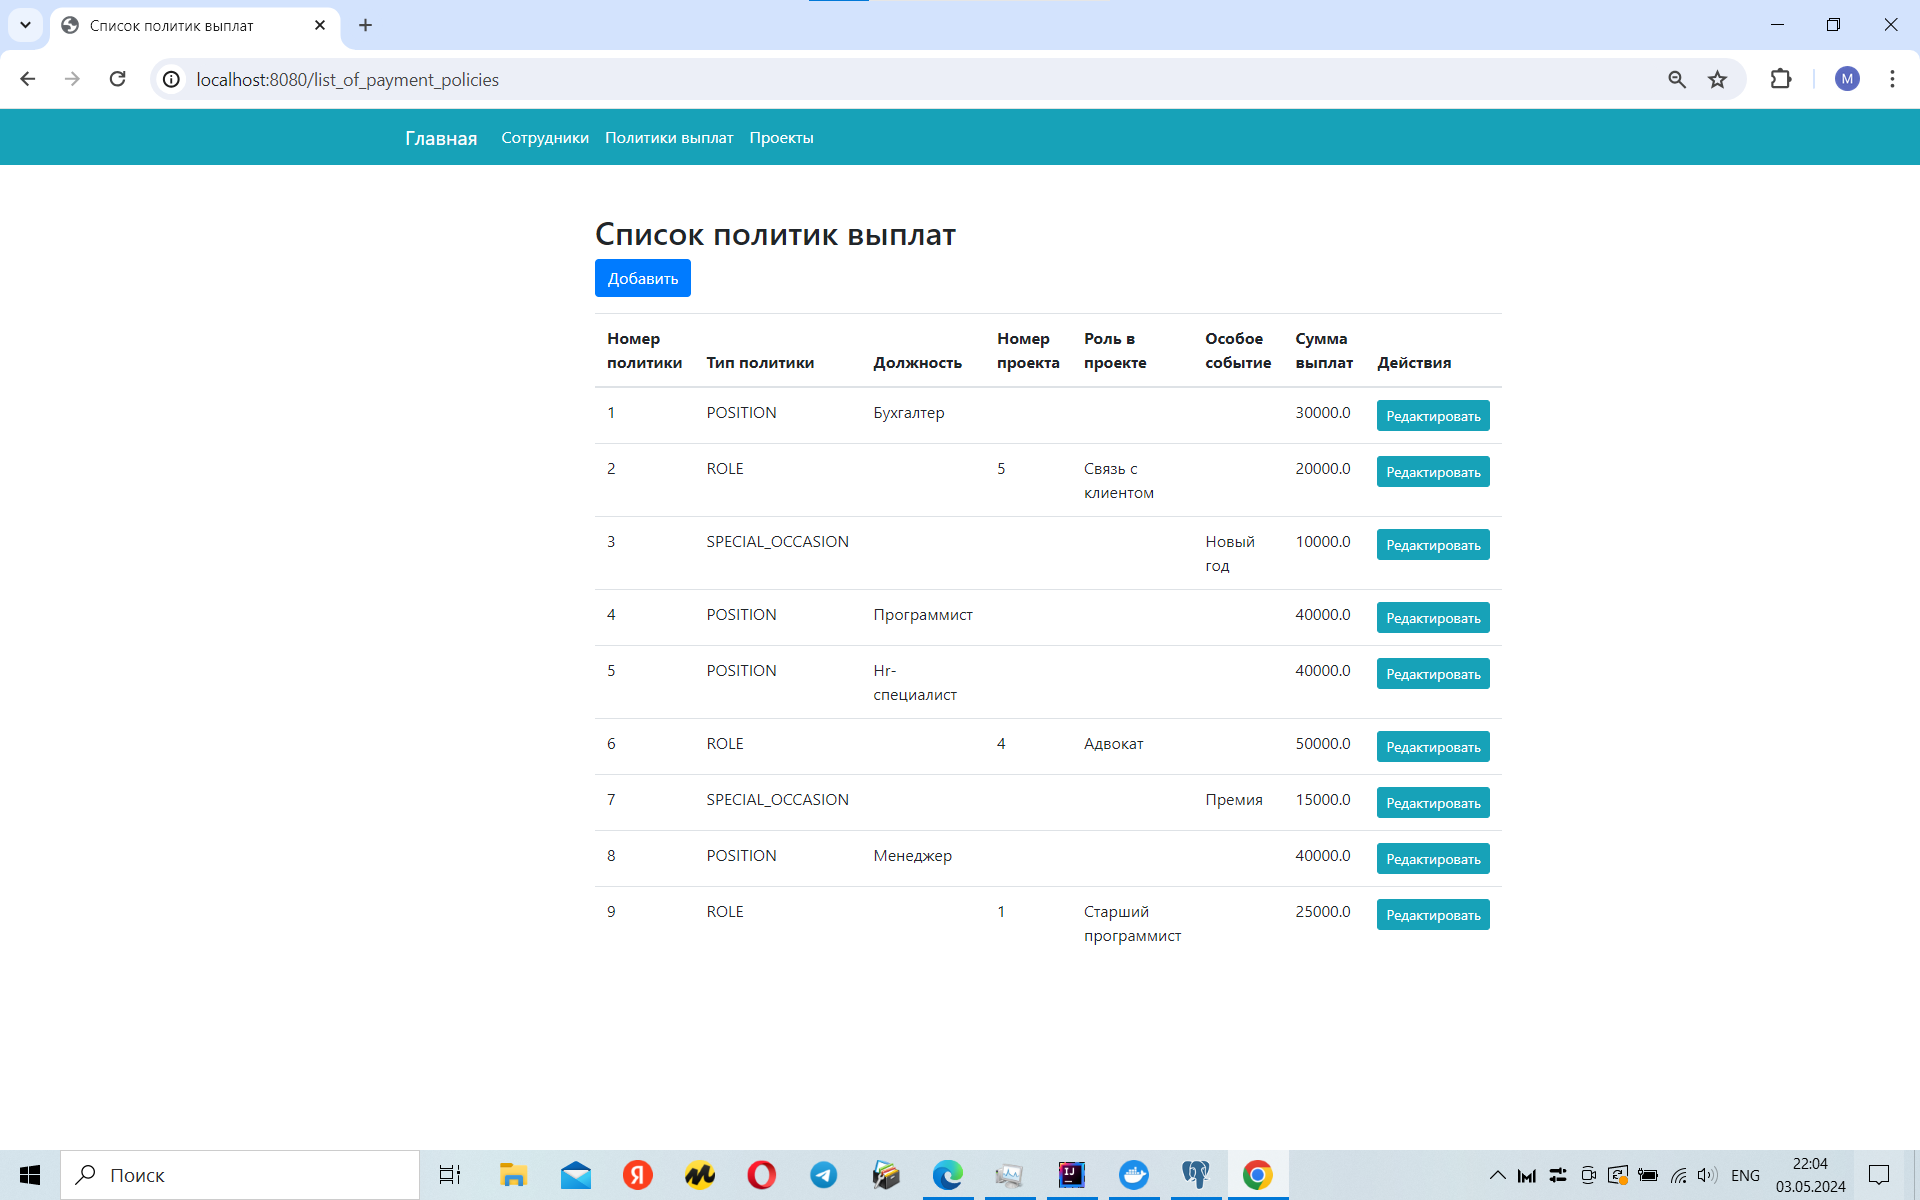 Список политик выплат
localhost:8080/list_of_payment_policies
M
Главная Сотрудники Политики выплат Проекты
Список политик выплат
Добавить
Номер политики Тип политики Должность Номер проекта Роль в проекте Особое событие Сумма выплат Действия
1 POSITION Бухгалтер 30000.0 Редактировать
2 ROLE 5 Связь с клиентом 20000.0 Редактировать
3 SPECIAL_OCCASION Новый год 10000.0 Редактировать
4 POSITION Программист 40000.0 Редактировать
5 POSITION Hr-специалист 40000.0 Редактировать
6 ROLE 4 Адвокат 50000.0 Редактировать
7 SPECIAL_OCCASION Премия 15000.0 Редактировать
8 POSITION Менеджер 40000.0 Редактировать
9 ROLE 1 Старший программист 25000.0 Редактировать
Поиск
Я
IJ
ENG
22:04
03.05.2024